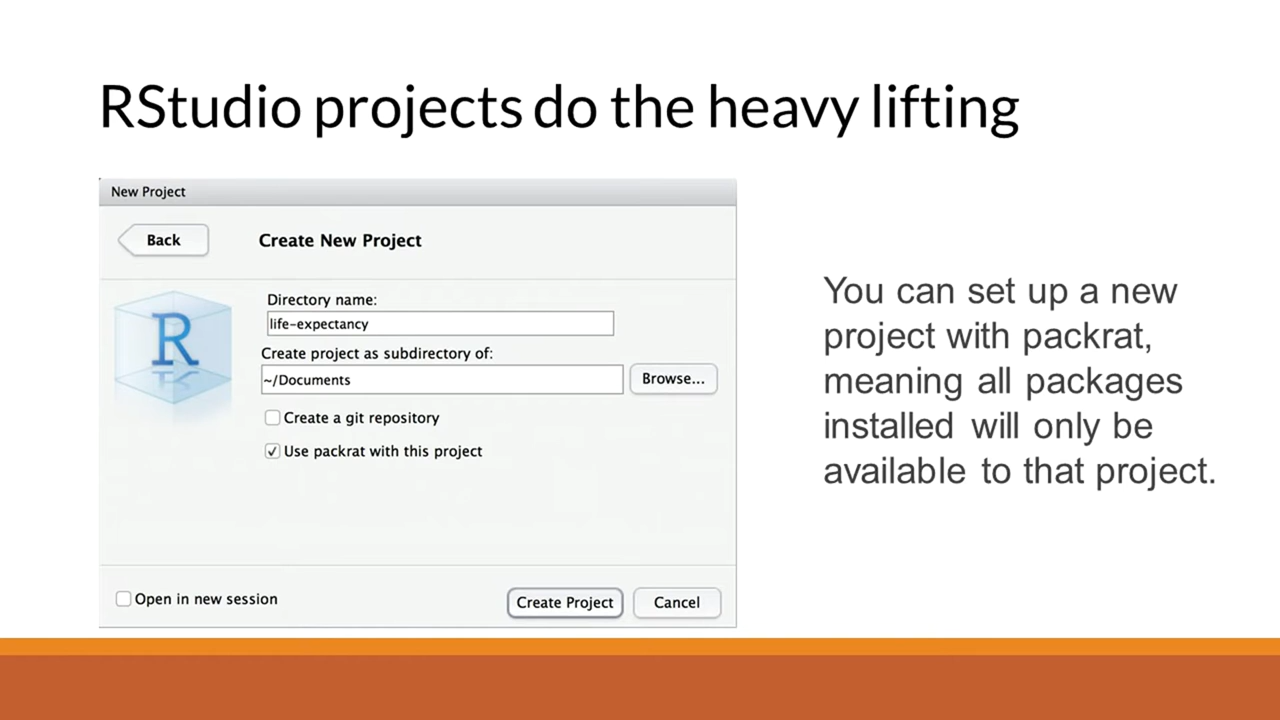 RStudio projects do the heavy lifting
New Project
Back
Create New Project
R
Directory name:
life-expectancy
Create project as subdirectory of:
~/Documents
Browse...
Create a git repository
Use packrat with this project
Open in new session
Create Project
Cancel
You can set up a new
project with packrat,
meaning all packages
installed will only be
available to that project.